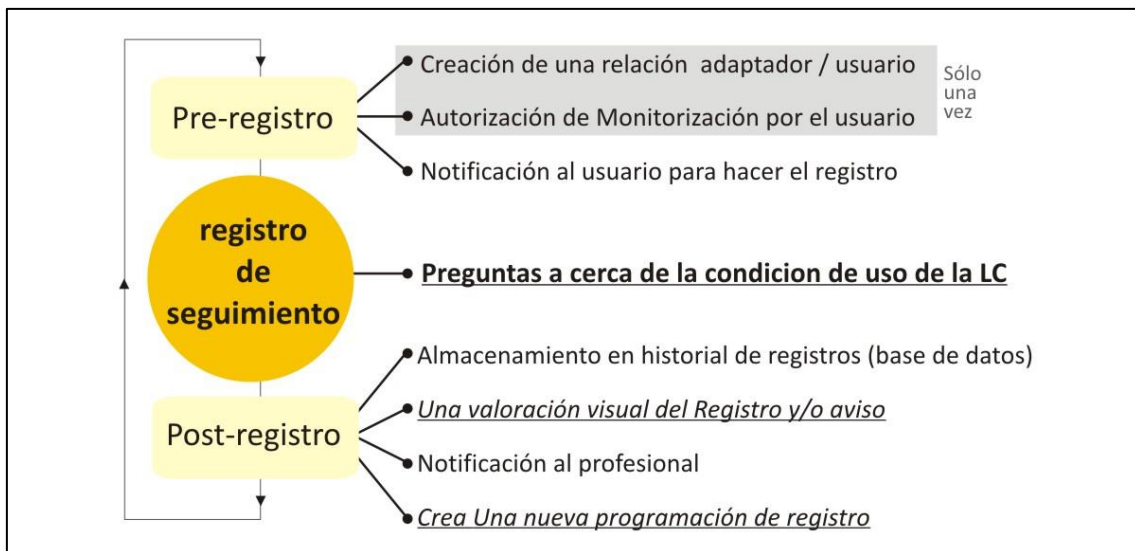 Creación de una relación adaptador / usuario
Sólo
una
vez
Pre-registro
Autorización de Monitorización por el usuario
Notificación al usuario para hacer el registro
registro
de
seguimiento
Preguntas a cerca de la condicion de uso de la LC
Almacenamiento en historial de registros (base de datos)
Una valoración visual del Registro y/o aviso
Post-registro
Notificación al profesional
Crea Una nueva programación de registro